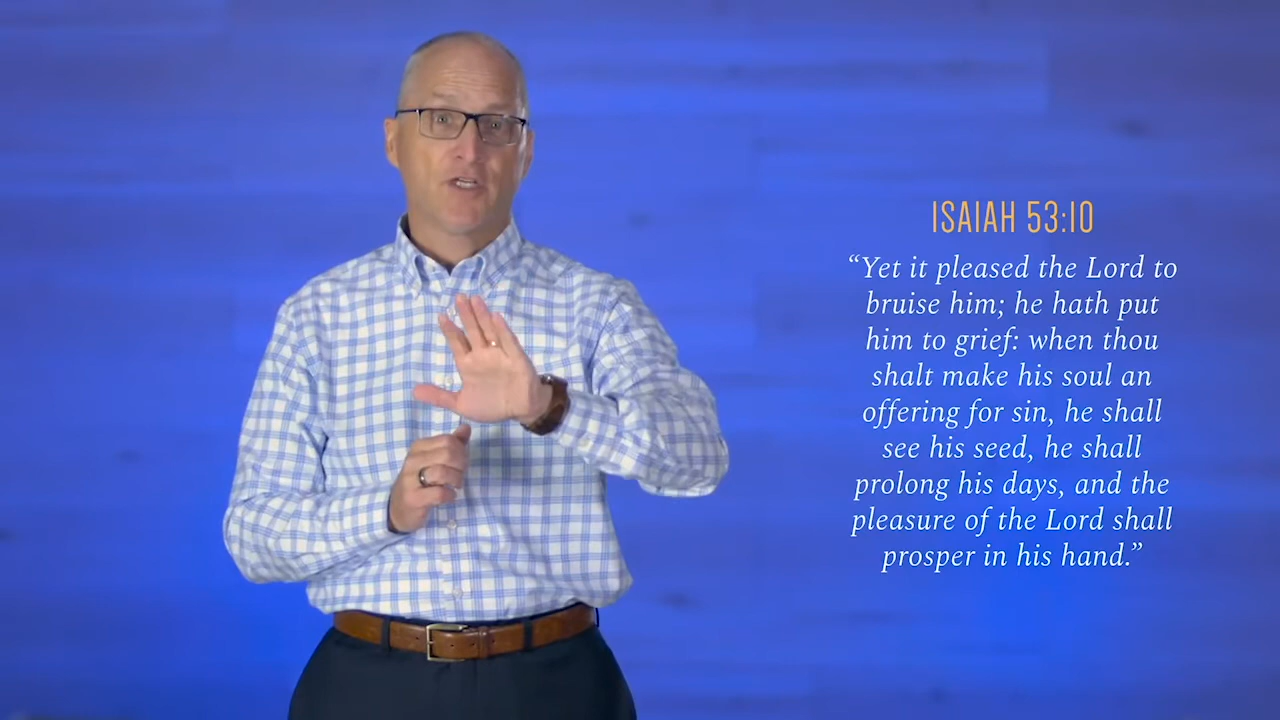 ISAIAH 53:10
“Yet it pleased the Lord to
bruise him; he hath put
him to grief: when thou
shalt make his soul an
offering for sin, he shall
see his seed, he shall
prolong his days, and the
pleasure of the Lord shall
prosper in his hand.”